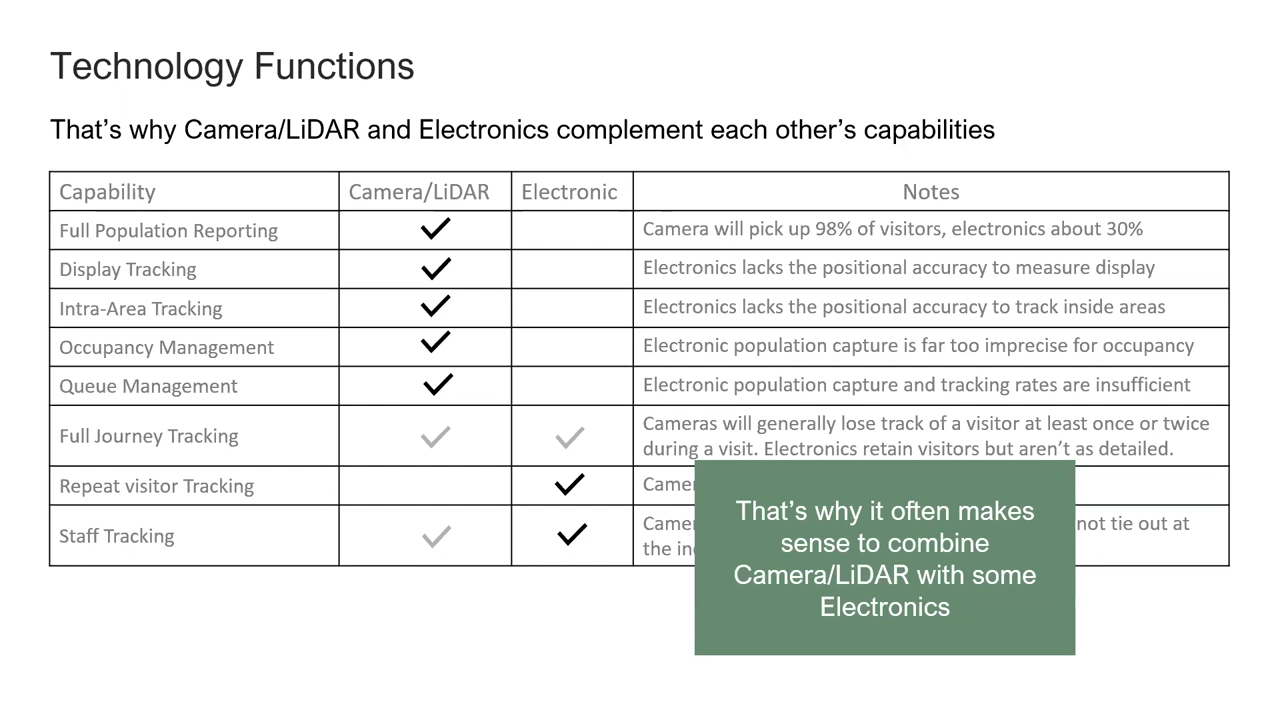 Technology Functions
That’s why Camera/LiDAR and Electronics complement each other’s capabilities
Capability Camera/LiDAR Electronic Notes
Full Population Reporting Camera will pick up 98% of visitors, electronics about 30%
Display Tracking Electronics lacks the positional accuracy to measure display
Intra-Area Tracking Electronics lacks the positional accuracy to track inside areas
Occupancy Management Electronic population capture is far too imprecise for occupancy
Queue Management Electronic population capture and tracking rates are insufficient
Full Journey Tracking Cameras will generally lose track of a visitor at least once or twice
during a visit. Electronics retain visitors but aren’t as detailed.
Repeat visitor Tracking
Staff Tracking not tie out at
the
That’s why it often makes
sense to combine
Camera/LiDAR with some
Electronics